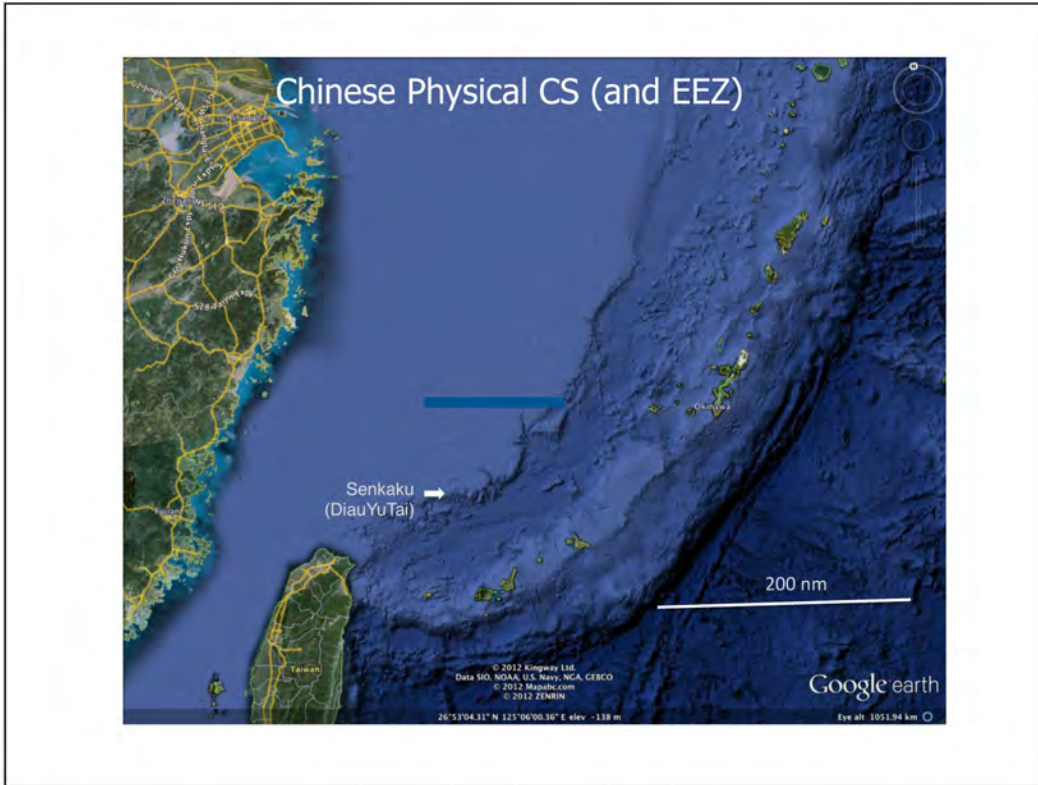 Chinese Physical CS (and EEZ)
Shanghai
Okinawa
Senkaku
(DiauYuTai)
Fujian
200 nm
Taiwan
© 2012 Kingway Ltd.
Data SIO, NOAA, U.S. Navy, NGA, GEBCO
© 2012 Mapabc.com
© 2012 ZENRIN
Google earth
26°53'04.31" N 125°06'00.36" E elev -138 m
Eye alt 1051.94 km